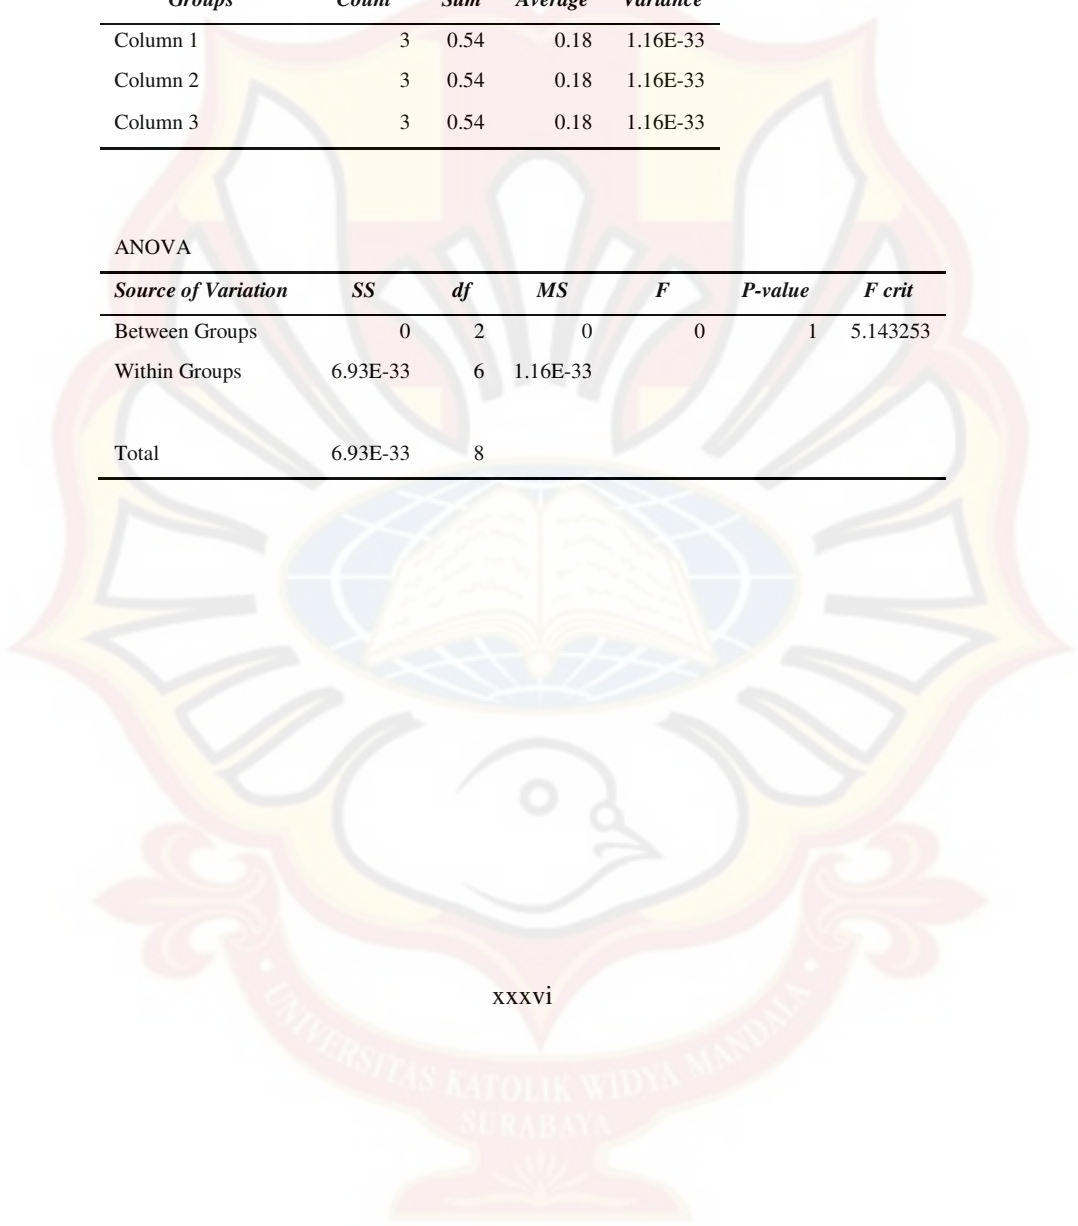 Groups Count Sum Average Variance
Column 1 3 0.54 0.18 1.16E-33
Column 2 3 0.54 0.18 1.16E-33
Column 3 3 0.54 0.18 1.16E-33
ANOVA
Source of Variation SS df MS F P-value F crit
Between Groups 0 2 0 0 1 5.143253
Within Groups 6.93E-33 6 1.16E-33
Total 6.93E-33 8
xxxvi
UNIVERSITAS KATOLIK WIDYA MANDALA
SURABAYA